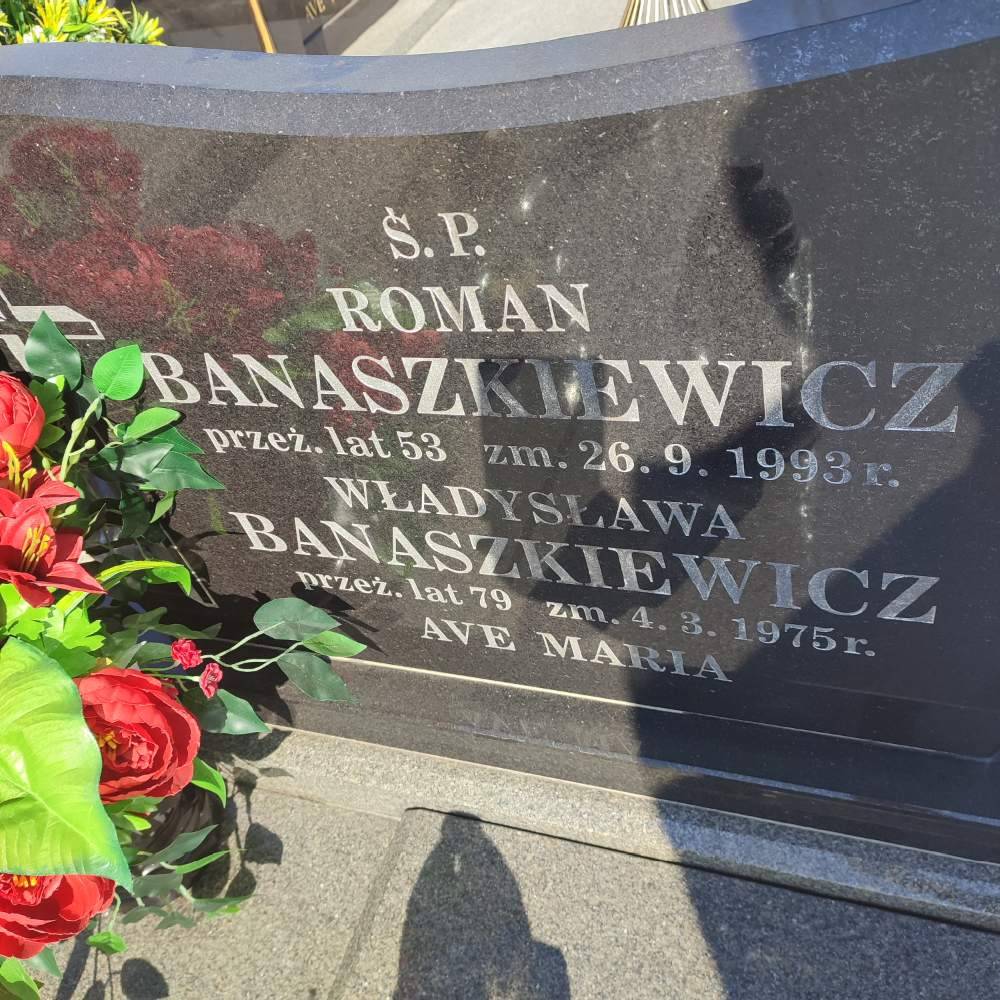 AVE
Ś.P.
ROMAN
BANASZKIEWICZ
przeż. lat 53 zm. 26. 9. 1993 r.
WŁADYSŁAWA
BANASZKIEWICZ
przeż. lat 79 zm. 4. 3. 1975 r.
AVE MARIA